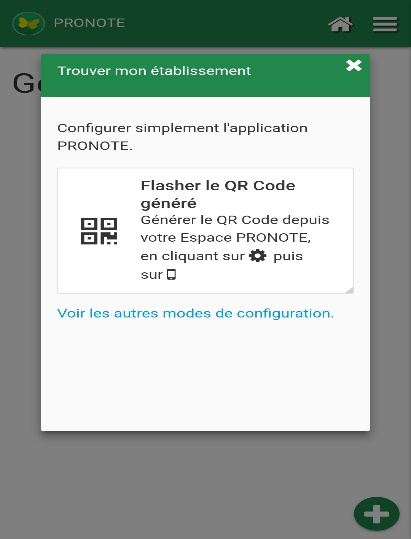 PRONOTE
Trouver mon établissement
Configurer simplement l'application
PRONOTE.
Flasher le QR Code
généré
Générer le QR Code depuis
votre Espace PRONOTE,
en cliquant sur puis
sur
Voir les autres modes de configuration.